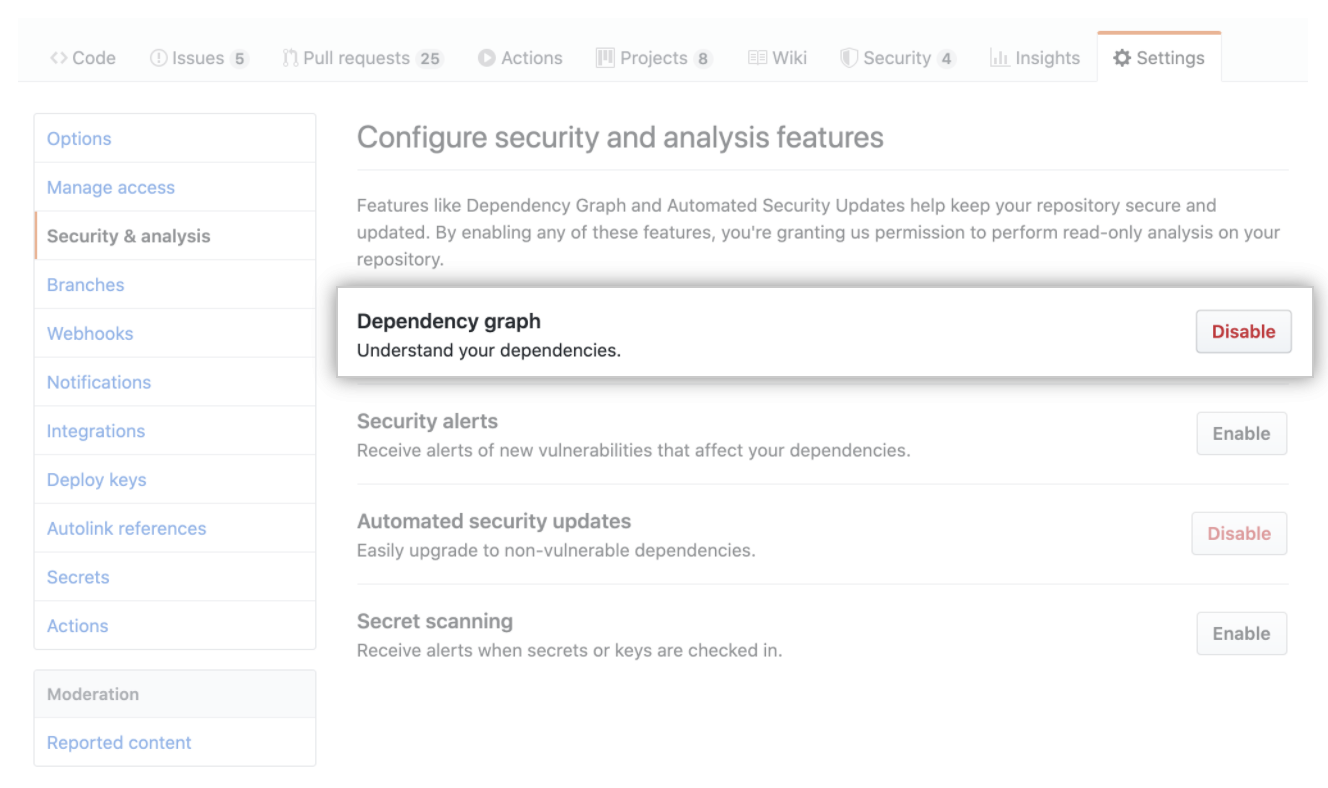 Code Issues 5 Pull requests 25 Actions Projects 8 Wiki Security 4 Insights Settings
Options
Manage access
Security & analysis
Branches
Webhooks
Notifications
Integrations
Deploy keys
Autolink references
Secrets
Actions
Moderation
Reported content
Configure security and analysis features
Features like Dependency Graph and Automated Security Updates help keep your repository secure and
updated. By enabling any of these features, you're granting us permission to perform read-only analysis on your
repository.
Dependency graph
Understand your dependencies.
Disable
Security alerts
Receive alerts of new vulnerabilities that affect your dependencies.
Enable
Automated security updates
Easily upgrade to non-vulnerable dependencies.
Disable
Secret scanning
Receive alerts when secrets or keys are checked in.
Enable